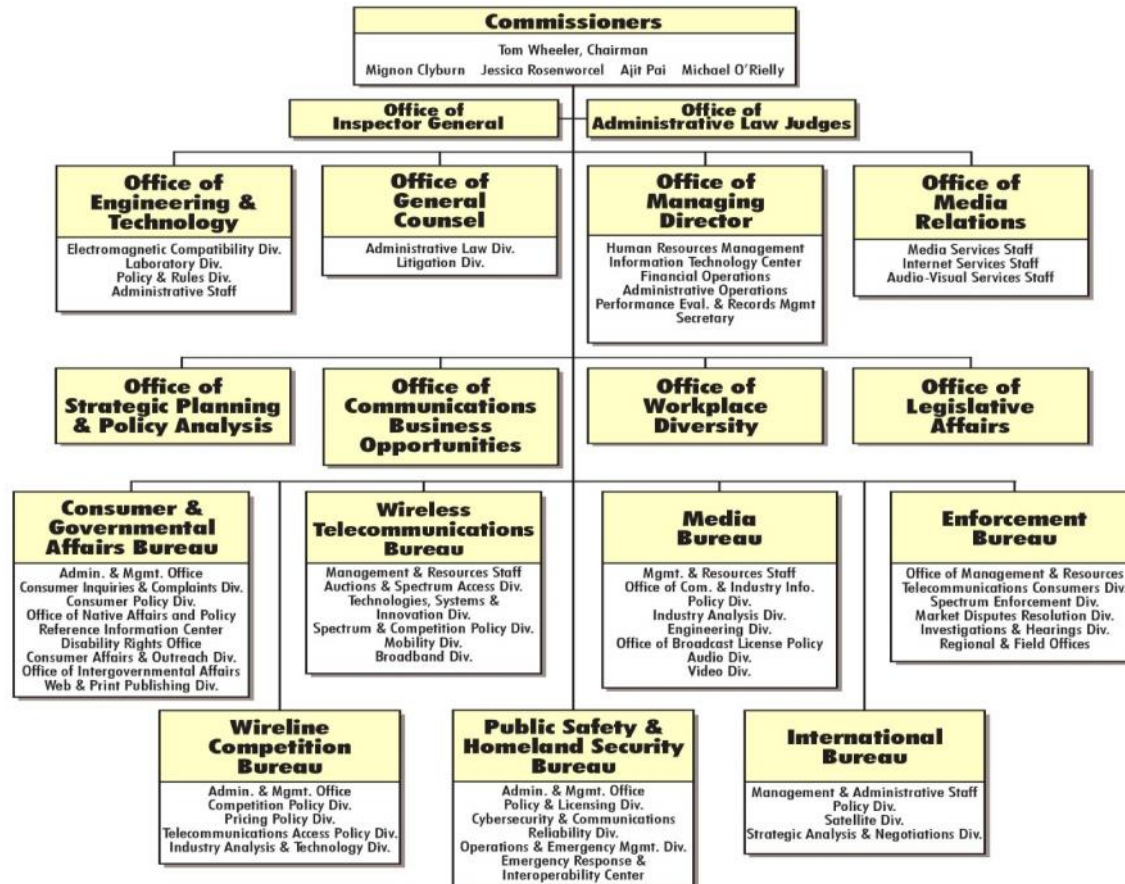 Commissioners
Tom Wheeler, Chairman
Mignon Clyburn Jessica Rosenworcel Ajit Pai Michael O'Rielly
Office of
Inspector General
Office of
Administrative Law Judges
Office of
Engineering &
Technology
Electromagnetic Compatibility Div.
Laboratory Div.
Policy & Rules Div.
Administrative Staff
Office of
General
Counsel
Administrative Law Div.
Litigation Div.
Office of
Managing
Director
Human Resources Management
Information Technology Center
Financial Operations
Administrative Operations
Performance Eval. & Records Mgmt
Secretary
Office of
Media
Relations
Media Services Staff
Internet Services Staff
Audio-Visual Services Staff
Office of
Strategic Planning
& Policy Analysis
Office of
Communications
Business
Opportunities
Office of
Workplace
Diversity
Office of
Legislative
Affairs
Consumer &
Governmental
Affairs Bureau
Admin. & Mgmt. Office
Consumer Inquiries & Complaints Div.
Consumer Policy Div.
Office of Native Affairs and Policy
Reference Information Center
Disability Rights Office
Consumer Affairs & Outreach Div.
Office of Intergovernmental Affairs
Web & Print Publishing Div.
Wireless
Telecommunications
Bureau
Management & Resources Staff
Auctions & Spectrum Access Div.
Technologies, Systems &
Innovation Div.
Spectrum & Competition Policy Div.
Mobility Div.
Broadband Div.
Media
Bureau
Mgmt. & Resources Staff
Office of Com. & Industry Info.
Policy Div.
Industry Analysis Div.
Engineering Div.
Office of Broadcast License Policy
Audio Div.
Video Div.
Enforcement
Bureau
Office of Management & Resources
Telecommunications Consumers Div.
Spectrum Enforcement Div.
Market Disputes Resolution Div.
Investigations & Hearings Div.
Regional & Field Offices
Wireline
Competition
Bureau
Admin. & Mgmt. Office
Competition Policy Div.
Pricing Policy Div.
Telecommunications Access Policy Div.
Industry Analysis & Technology Div.
Public Safety &
Homeland Security
Bureau
Admin. & Mgmt. Office
Policy & Licensing Div.
Cybersecurity & Communications
Reliability Div.
Operations & Emergency Mgmt. Div.
Emergency Response &
Interoperability Center
International
Bureau
Management & Administrative Staff
Policy Div.
Satellite Div.
Strategic Analysis & Negotiations Div.